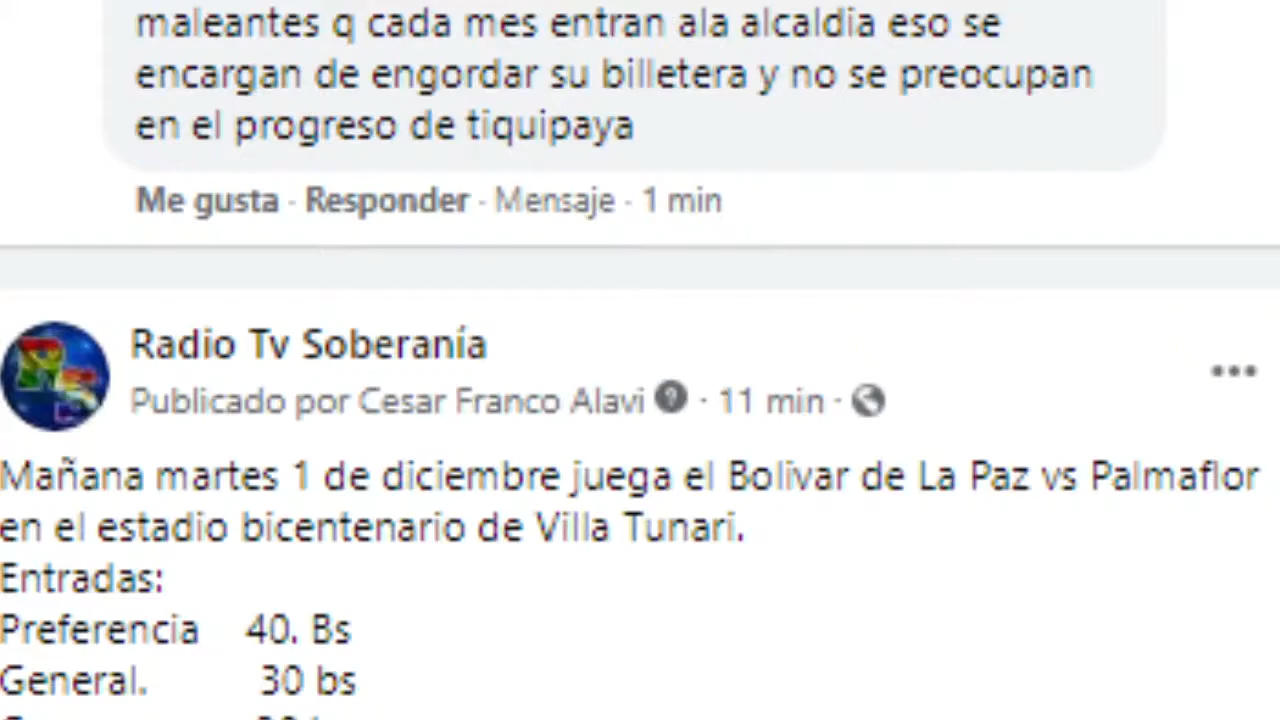 maleantes q cada mes entran ala alcaldia eso se
encargan de engordar su billetera y no se preocupan
en el progreso de tiquipaya
Me gusta · Responder · Mensaje · 1 min
Radio Tv Soberanía
Publicado por Cesar Franco Alavi · 11 min ·
Mañana martes 1 de diciembre juega el Bolivar de La Paz vs Palmaflor
en el estadio bicentenario de Villa Tunari.
Entradas:
Preferencia 40. Bs
General. 30 bs